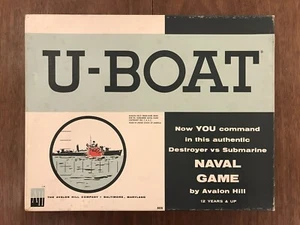 U-BOAT
Now YOU command
in this authentic
Destroyer vs Submarine
NAVAL
GAME
by Avalon Hill
THE AVALON HILL COMPANY • BALTIMORE, MARYLAND
12 YEARS & UP